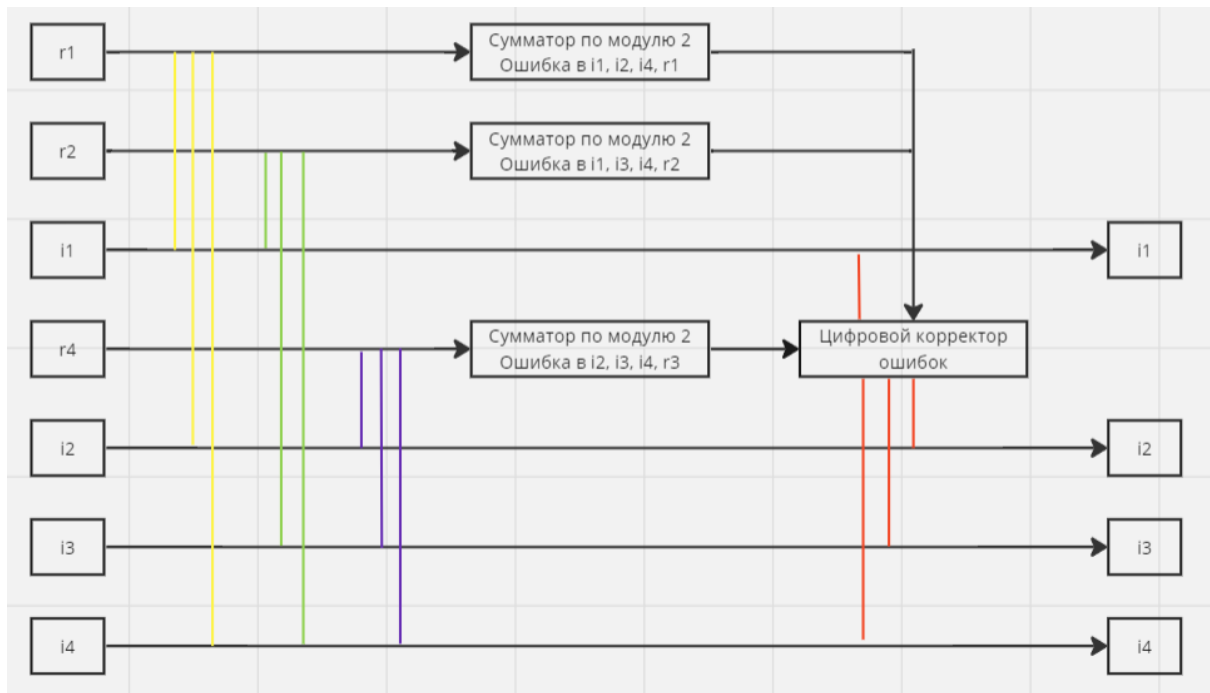 r1
Сумматор по модулю 2
Ошибка в i1, i2, i4, r1
r2
Сумматор по модулю 2
Ошибка в i1, i3, i4, r2
i1
i1
r4
Сумматор по модулю 2
Ошибка в i2, i3, i4, r3
Цифровой корректор
ошибок
i2
i2
i3
i3
i4
i4